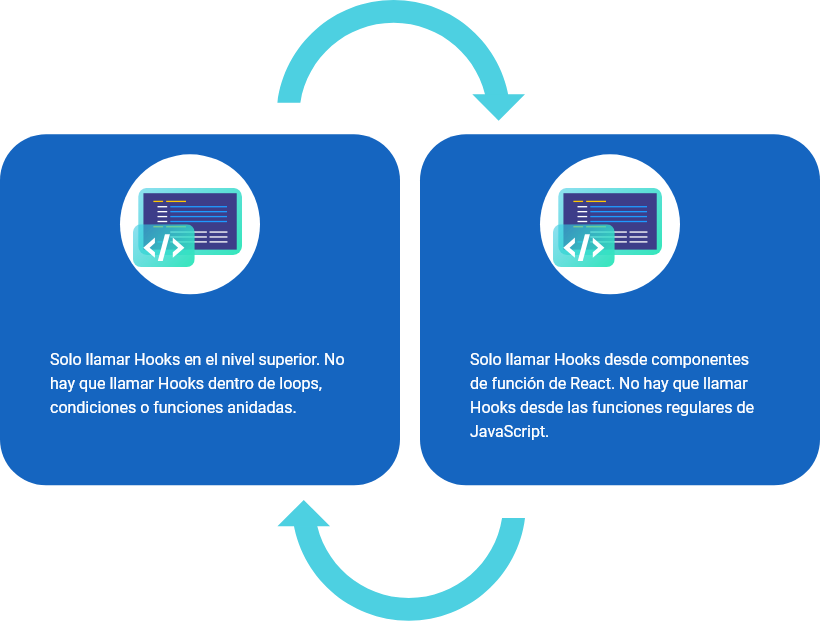 </>
Solo llamar Hooks en el nivel superior. No
hay que llamar Hooks dentro de loops,
condiciones o funciones anidadas.
</>
Solo llamar Hooks desde componentes
de función de React. No hay que llamar
Hooks desde las funciones regulares de
JavaScript.